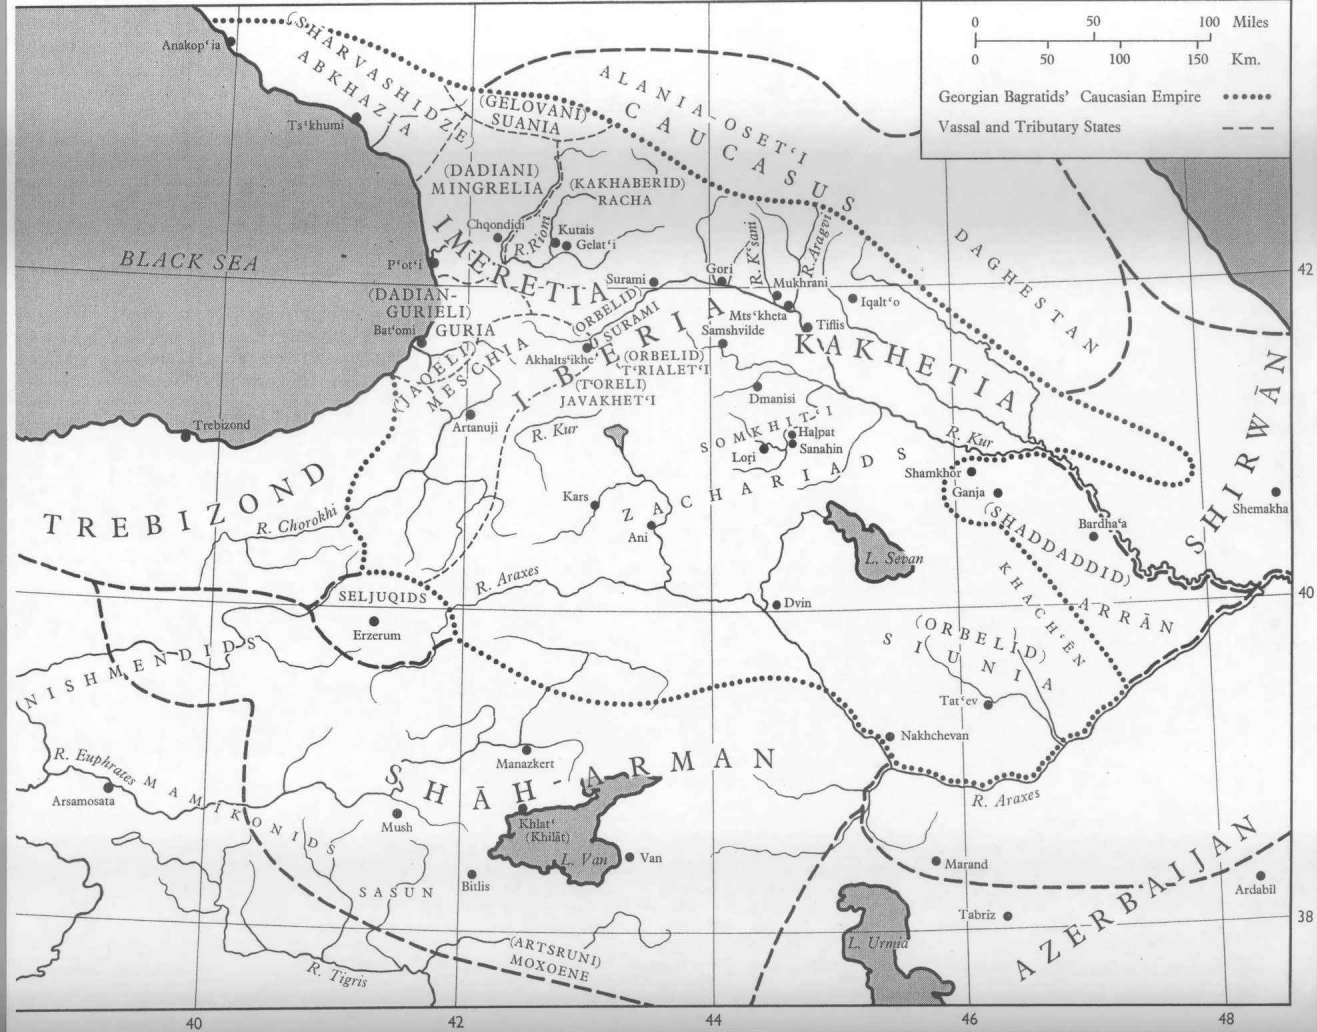 0 50 100 Miles
0 50 100 150 Km.
Georgian Bagratids' Caucasian Empire
Vassal and Tributary States
Anakop‘ia
(SHARVASHIDZE)
ABKHAZIA
Ts‘khumi
(GELOVANI)
SUANIA
ALANIA-OSET‘I
CAUCASUS
(DADIANI)
MINGRELIA
(KAKHABERID)
RACHA
Chqondidi
R. Rioni
Kutais
Gelat‘i
IMERETIA
BLACK SEA
P‘ot‘i
(DADIAN-
GURIELI)
GURIA
Bat‘omi
Surami
Gori
R. K‘sani
R. Aragvi
Mukhrani
Iqalt‘o
Mts‘kheta
Tiflis
Samshvilde
DAGHESTAN
42
(ORBELID)
SURAMI
Akhalts‘ikhe
(JAQELI)
MESCHIA
IBERIA
(ORBELID)
T‘RIALET‘I
(T‘ORELI)
JAVAKHET‘I
KAKHETIA
Dmanisi
Artanuji
R. Kur
SOMKHIT‘I
Haḷpat
Sanahin
Loṛi
R. Kur
Trebizond
TREBIZOND
R. Chorokhi
Kars
Ani
ZACHARIADS
Shamkhor
Ganja
Bardha‘a
(SHADDADID)
ARRĀN
SHIRWĀN
Shemakha
L. Sevan
KHACH‘ĒN
SELJUQIDS
Erzerum
R. Araxes
Dvin
40
(ORBELID)
SIUNIA
Tat‘ev
NISHMENDIDS
Nakhchevan
R. Araxes
R. Euphrates
Arsamosata
MAMIKONIDS
Manazkert
SHĀH-ARMAN
Mush
Khlat‘
(Khilāt)
L. Van
Van
Bitlis
SASUN
Marand
Tabriz
Ardabil
AZERBAIJAN
38
L. Urmia
(ARTSRUNI)
MOXOENE
R. Tigris
40 42 44 46 48